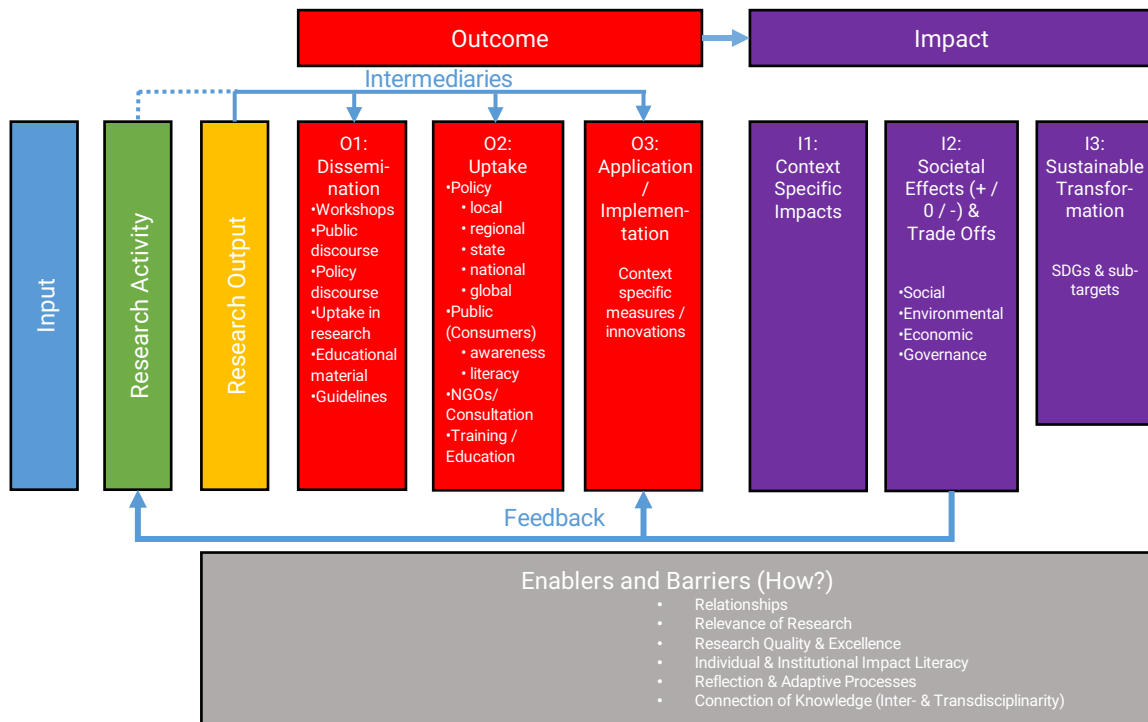 Outcome
Impact
Intermediaries
Input
Research Activity
Research Output
O1:
Dissemi-
nation
•Workshops
•Public
discourse
•Policy
discourse
•Uptake in
research
•Educational
material
•Guidelines
O2:
Uptake
•Policy
• local
• regional
• state
• national
• global
•Public
(Consumers)
• awareness
• literacy
•NGOs/
Consultation
•Training /
Education
O3:
Application
/
Implemen-
tation
Context
specific
measures /
innovations
I1:
Context
Specific
Impacts
I2:
Societal
Effects (+ /
0 / -) &
Trade Offs
•Social
•Environmental
•Economic
•Governance
I3:
Sustainable
Transfor-
mation
SDGs & sub-
targets
Feedback
Enablers and Barriers (How?)
• Relationships
• Relevance of Research
• Research Quality & Excellence
• Individual & Institutional Impact Literacy
• Reflection & Adaptive Processes
• Connection of Knowledge (Inter- & Transdisciplinarity)